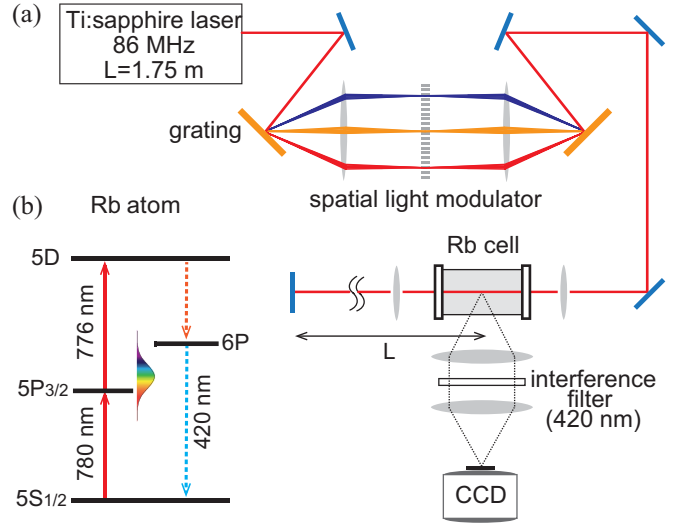 (a)
Ti:sapphire laser
86 MHz
L=1.75 m
grating
spatial light modulator
(b)
Rb atom
5D
776 nm
6P
5P3/2
780 nm
420 nm
5S1/2
Rb cell
L
interference
filter
(420 nm)
CCD